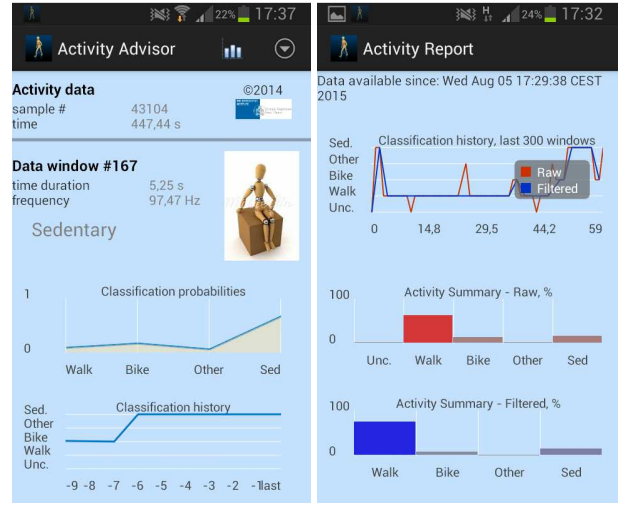 22% 17:37
Activity Advisor
Activity data
©2014
sample # 43104
time 447,44 s
Data window #167
time duration 5,25 s
frequency 97,47 Hz
Sedentary
Classification probabilities
1
0
Walk Bike Other Sed
Classification history
Sed.
Other
Bike
Walk
Unc.
-9 -8 -7 -6 -5 -4 -3 -2 -1last
H 24% 17:32
Activity Report
Data available since: Wed Aug 05 17:29:38 CEST
2015
Classification history, last 300 windows
Sed.
Other
Bike
Walk
Unc.
Raw
Filtered
0 14,8 29,5 44,2 59
Activity Summary - Raw, %
100
0
Unc. Walk Bike Other Sed
Activity Summary - Filtered, %
100
0
Walk Bike Other Sed